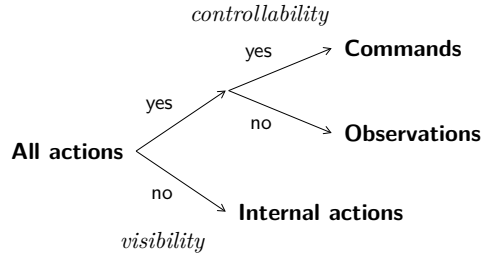 controllability
yes
Commands
yes
no
Observations
All actions
no
Internal actions
visibility